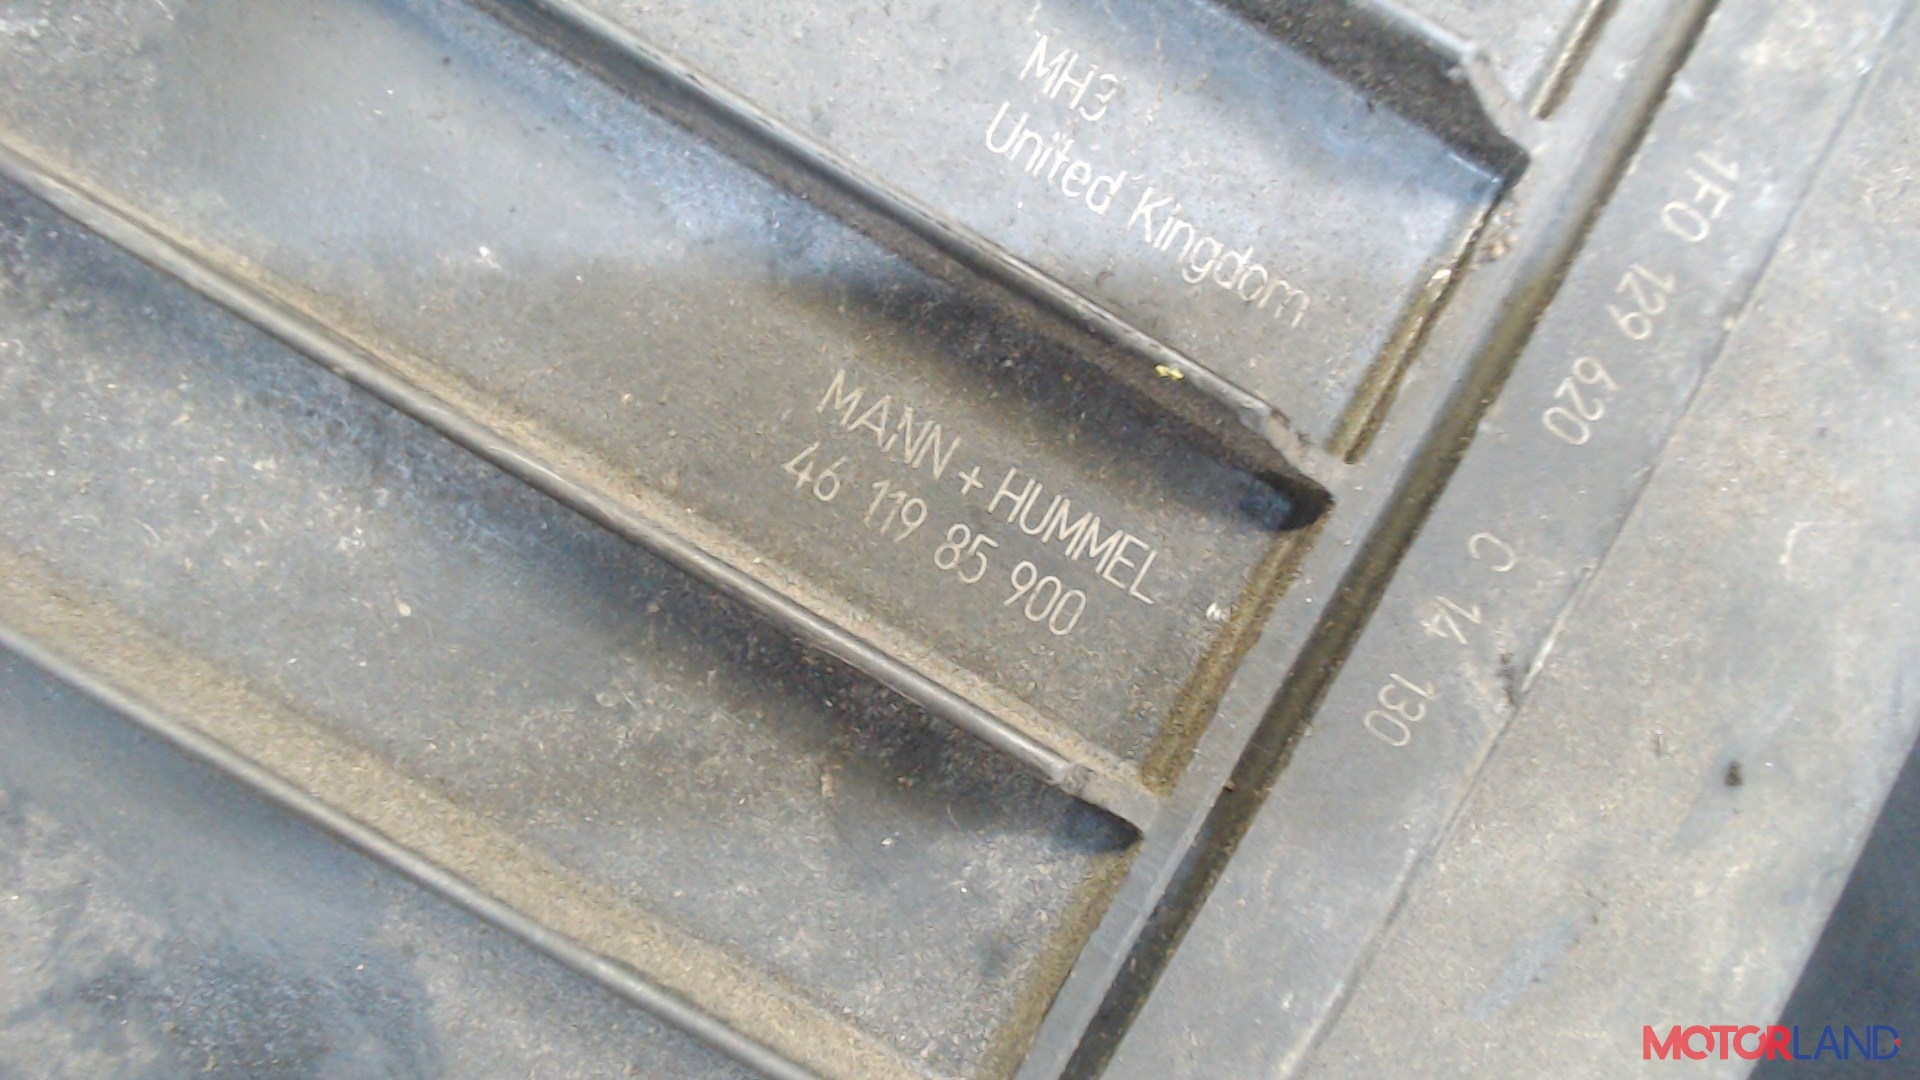 MH3
United Kingdom
MANN + HUMMEL
46 119 85 900
1F0 129 620
C 14 130
MOTORLAND